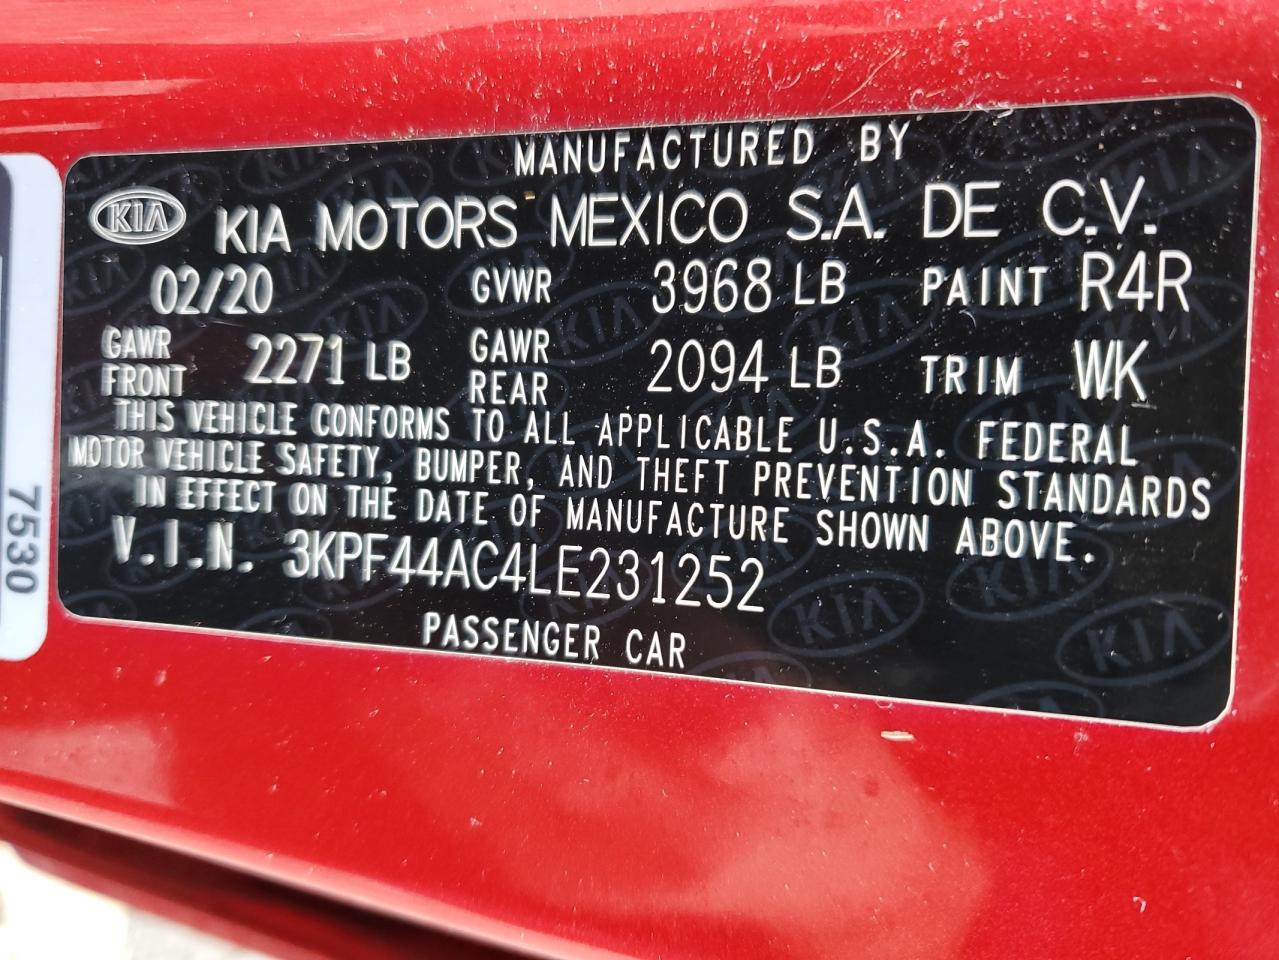 MANUFACTURED BY
KIA KIA MOTORS MEXICO S.A. DE C.V.
02/20 GVWR 3968 LB PAINT R4R
GAWR FRONT 2271 LB GAWR REAR 2094 LB TRIM WK
THIS VEHICLE CONFORMS TO ALL APPLICABLE U.S.A. FEDERAL
MOTOR VEHICLE SAFETY, BUMPER, AND THEFT PREVENTION STANDARDS
IN EFFECT ON THE DATE OF MANUFACTURE SHOWN ABOVE.
V.I.N. 3KPF44AC4LE231252
PASSENGER CAR
7530